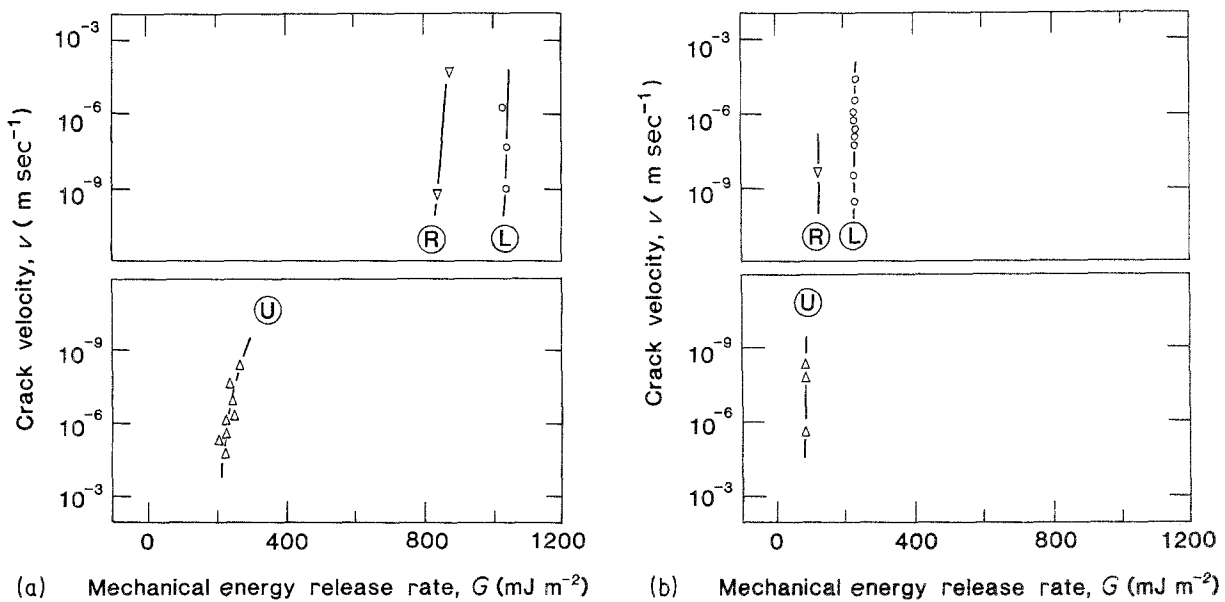 10⁻³
10⁻⁶
10⁻⁹
R
L
U
10⁻⁹
10⁻⁶
10⁻³
Crack velocity, ν ( m sec⁻¹)
0 400 800 1200
(a) Mechanical energy release rate, G (mJ m⁻²)
10⁻³
10⁻⁶
10⁻⁹
R
L
U
10⁻⁹
10⁻⁶
10⁻³
Crack velocity, ν ( m sec⁻¹)
0 400 800 1200
(b) Mechanical energy release rate, G (mJ m⁻²)